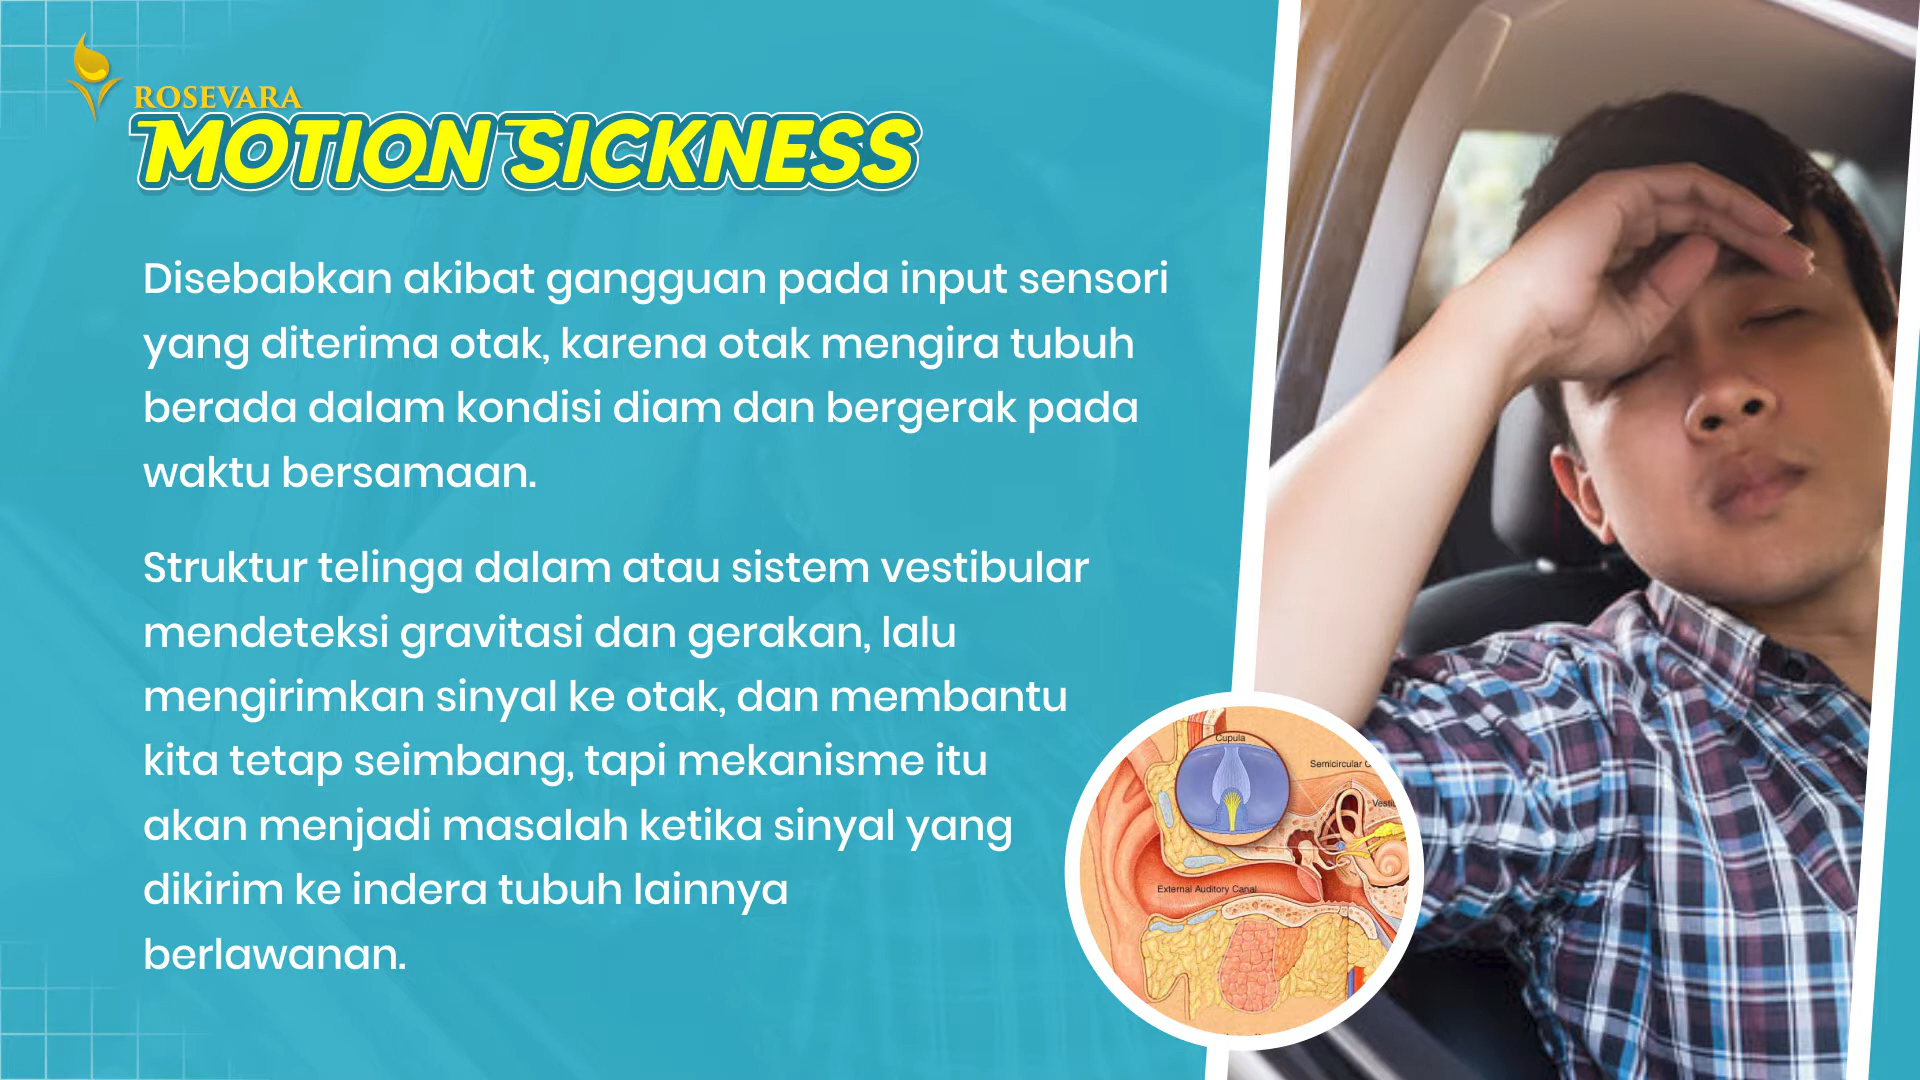 ROSEVARA
MOTION SICKNESS
Disebabkan akibat gangguan pada input sensori
yang diterima otak, karena otak mengira tubuh
berada dalam kondisi diam dan bergerak pada
waktu bersamaan.
Struktur telinga dalam atau sistem vestibular
mendeteksi gravitasi dan gerakan, lalu
mengirimkan sinyal ke otak, dan membantu
kita tetap seimbang, tapi mekanisme itu
akan menjadi masalah ketika sinyal yang
dikirim ke indera tubuh lainnya
berlawanan.
Cupula
Semicircular
External Auditory Canal